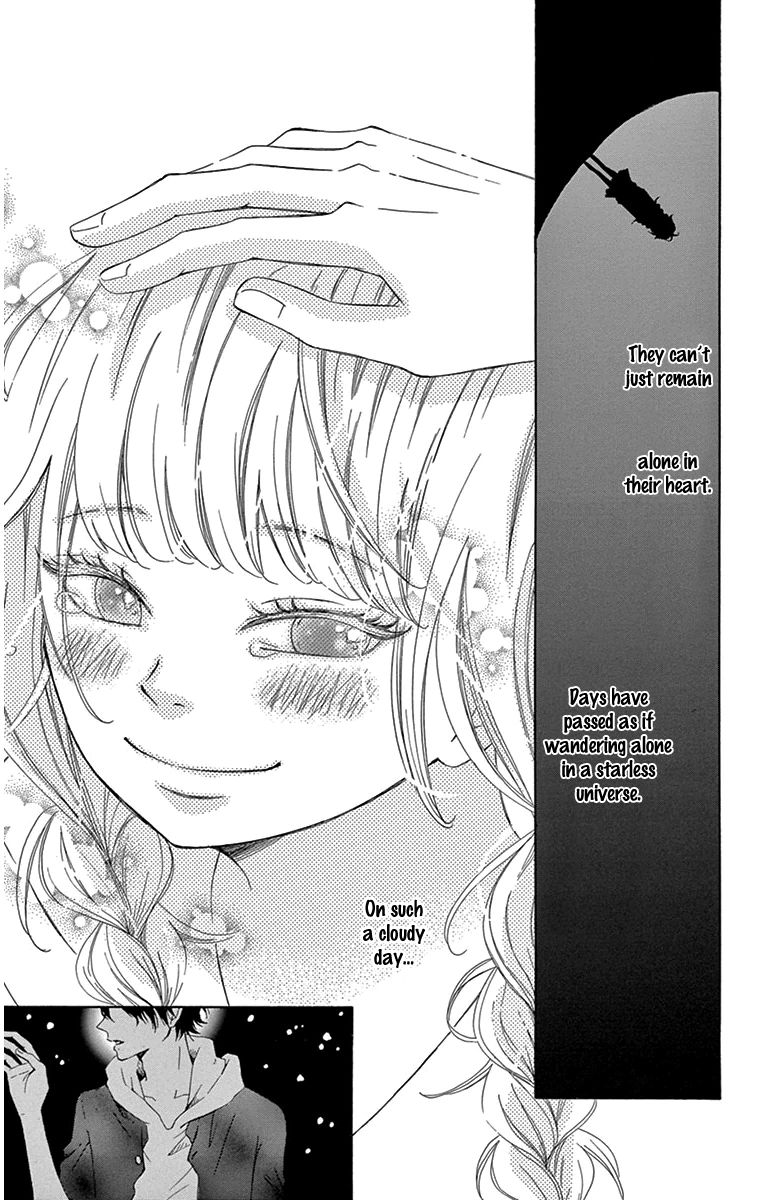 They can't
just remain
alone in
their heart.
Days have
passed as if
wandering alone
in a starless
universe.
On such
a cloudy
day...